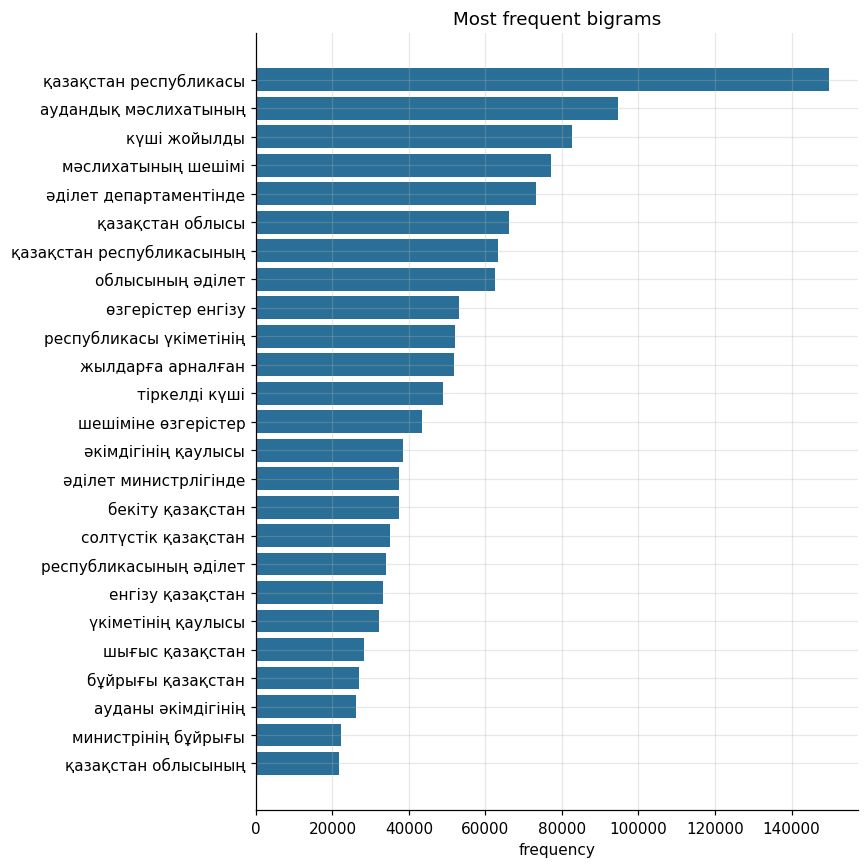 Most frequent bigrams
қазақстан республикасы
аудандық мәслихатының
күші жойылды
мәслихатының шешімі
әділет департаментінде
қазақстан облысы
қазақстан республикасының
облысының әділет
өзгерістер енгізу
республикасы үкіметінің
жылдарға арналған
тіркелді күші
шешіміне өзгерістер
әкімдігінің қаулысы
әділет министрлігінде
бекіту қазақстан
солтүстік қазақстан
республикасының әділет
енгізу қазақстан
үкіметінің қаулысы
шығыс қазақстан
бұйрығы қазақстан
ауданы әкімдігінің
министрінің бұйрығы
қазақстан облысының
0 20000 40000 60000 80000 100000 120000 140000
frequency